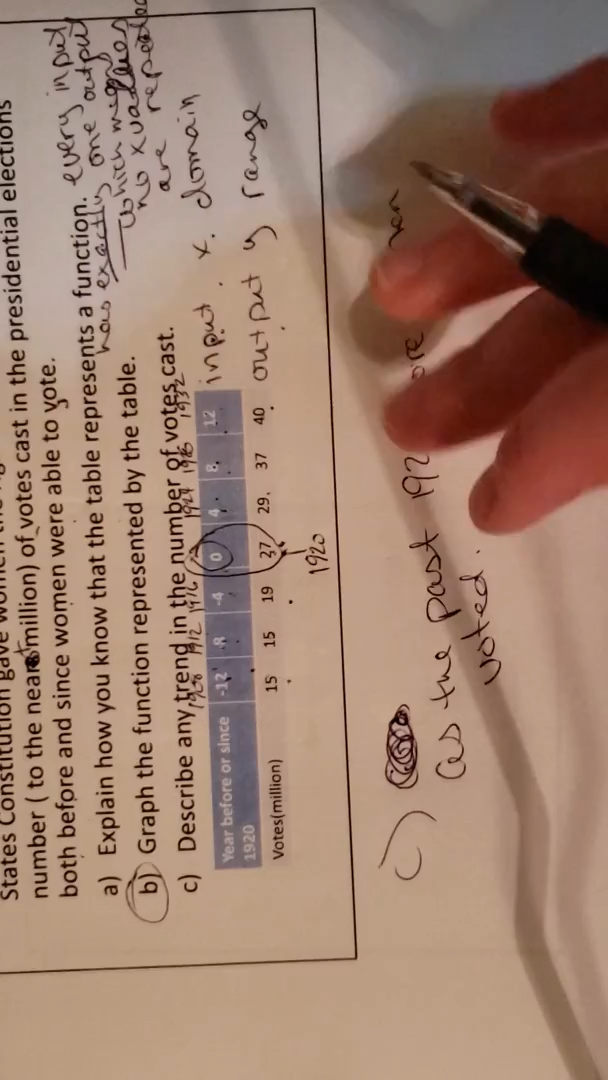 States Constitution gave women the
number ( to the nearest million) of votes cast in the presidential elections
both before and since women were able to vote.
a) Explain how you know that the table represents a function. every input
has exactly one output
which means
no x values
are repeated
b) Graph the function represented by the table.
c) Describe any trend in the number of votes cast.
1908 1912 1916 1924 1928 1932
Year before or since 1920 -12 -8 -4 0 4 8 12 input x domain
Votes(million) 15 15 19 27 29 37 40 output y range
1920
c)
as the past 192 ore
voted.